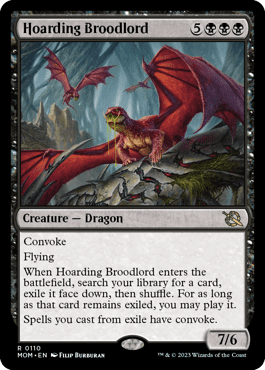 Hoarding Broodlord 5
Creature — Dragon
Convoke
Flying
When Hoarding Broodlord enters the
battlefield, search your library for a card,
exile it face down, then shuffle. For as long
as that card remains exiled, you may play it.
Spells you cast from exile have convoke.
7/6
R 0110
MOM • EN FILIP BURBURAN
™ & © 2023 Wizards of the Coast